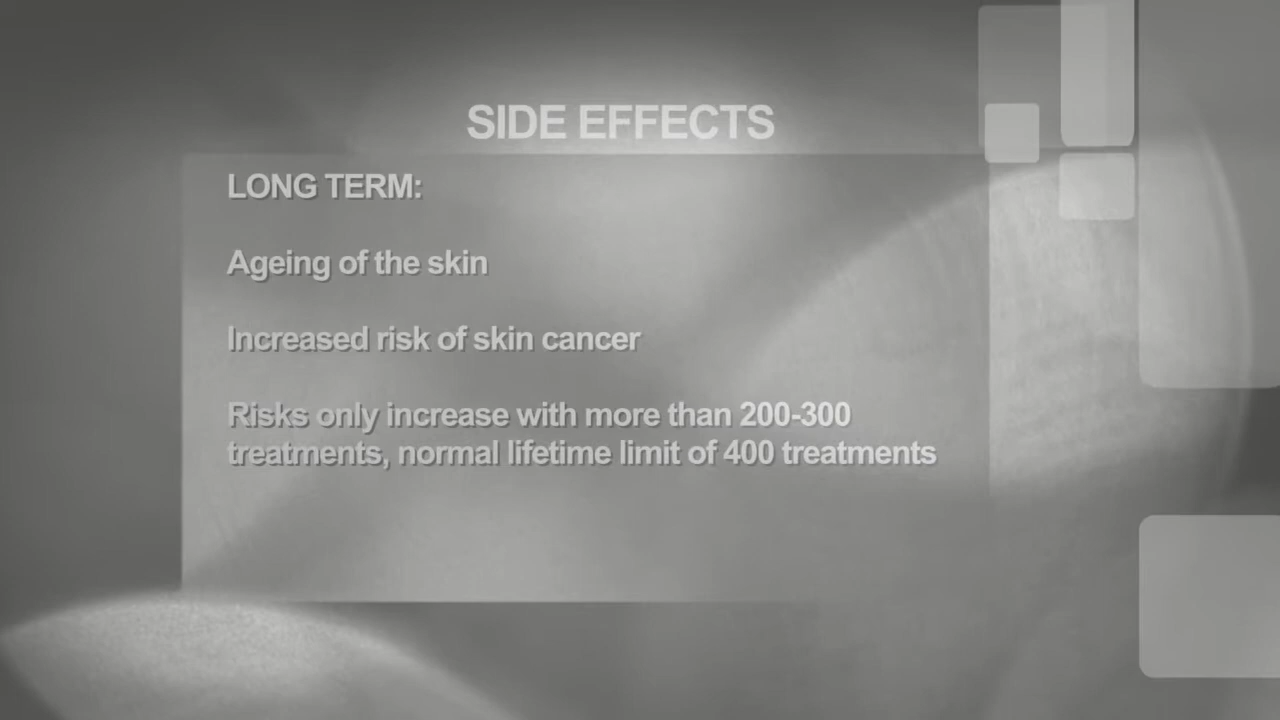 SIDE EFFECTS
LONG TERM:
Ageing of the skin
Increased risk of skin cancer
Risks only increase with more than 200-300
treatments, normal lifetime limit of 400 treatments